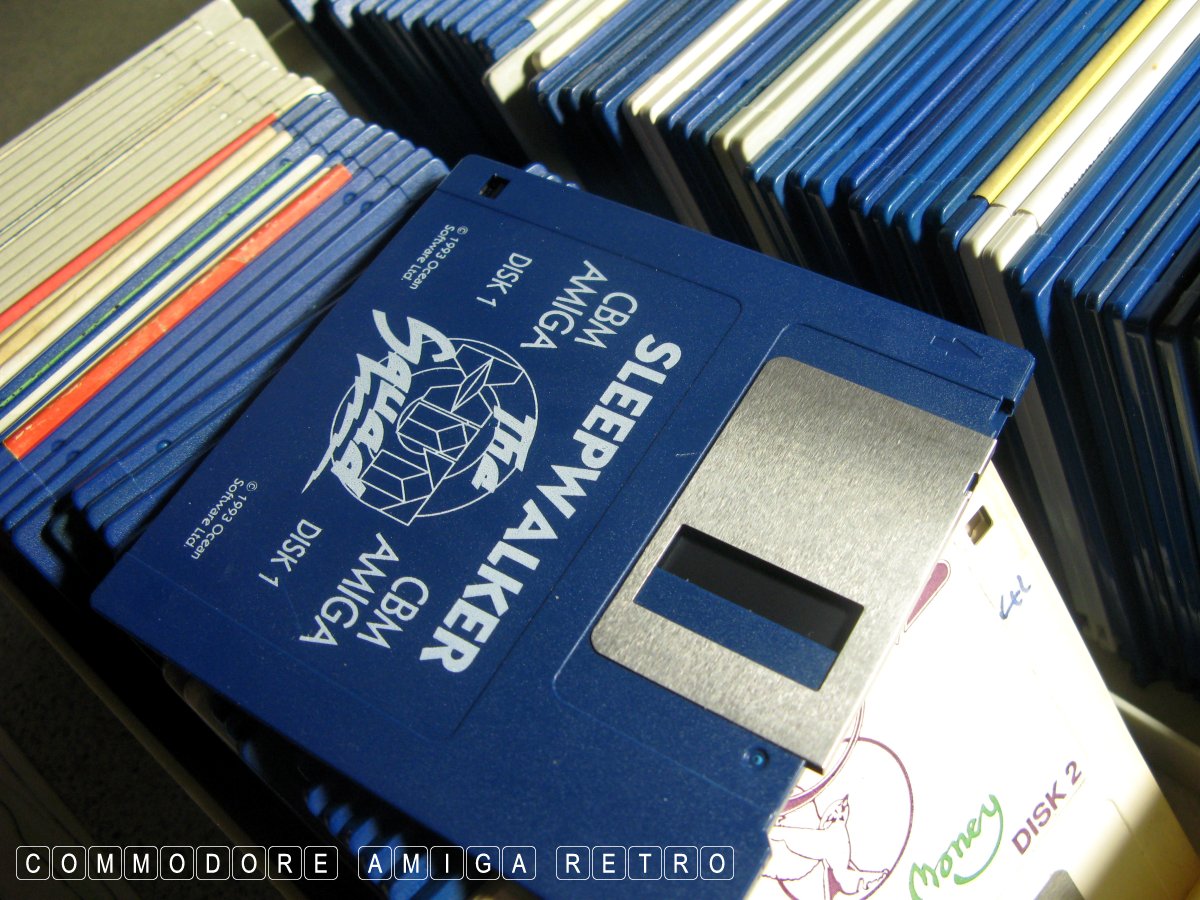 SLEEPWALKER
CBM
AMIGA
DISK 1
© 1993 Ocean
Software Ltd.
The
Squad
CBM
AMIGA
DISK 1
© 1993 Ocean
Software Ltd.
Money
DISK 2
COMMODORE AMIGA RETRO